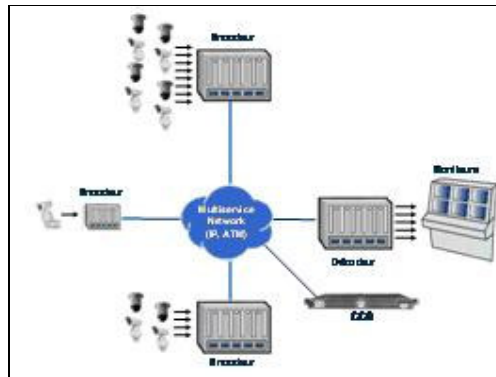 Encodeur
Moniteurs
Encodeur
Multiservice
Network
(IP, ATM)
Décodeur
Encodeur